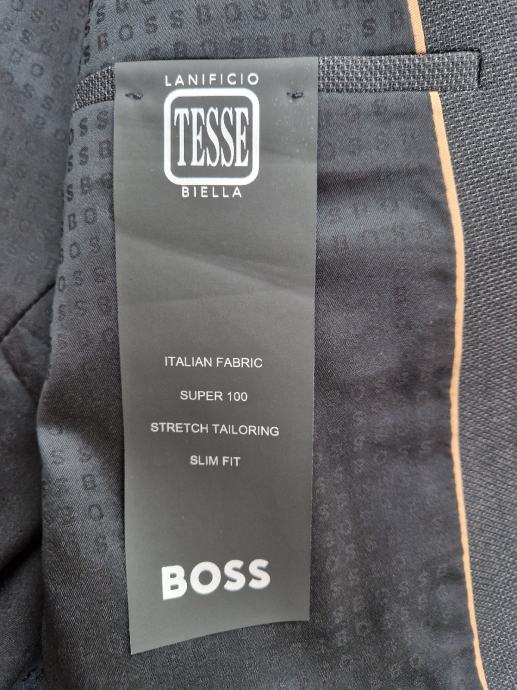 LANIFICIO
TESSE
BIELLA
ITALIAN FABRIC
SUPER 100
STRETCH TAILORING
SLIM FIT
BOSS